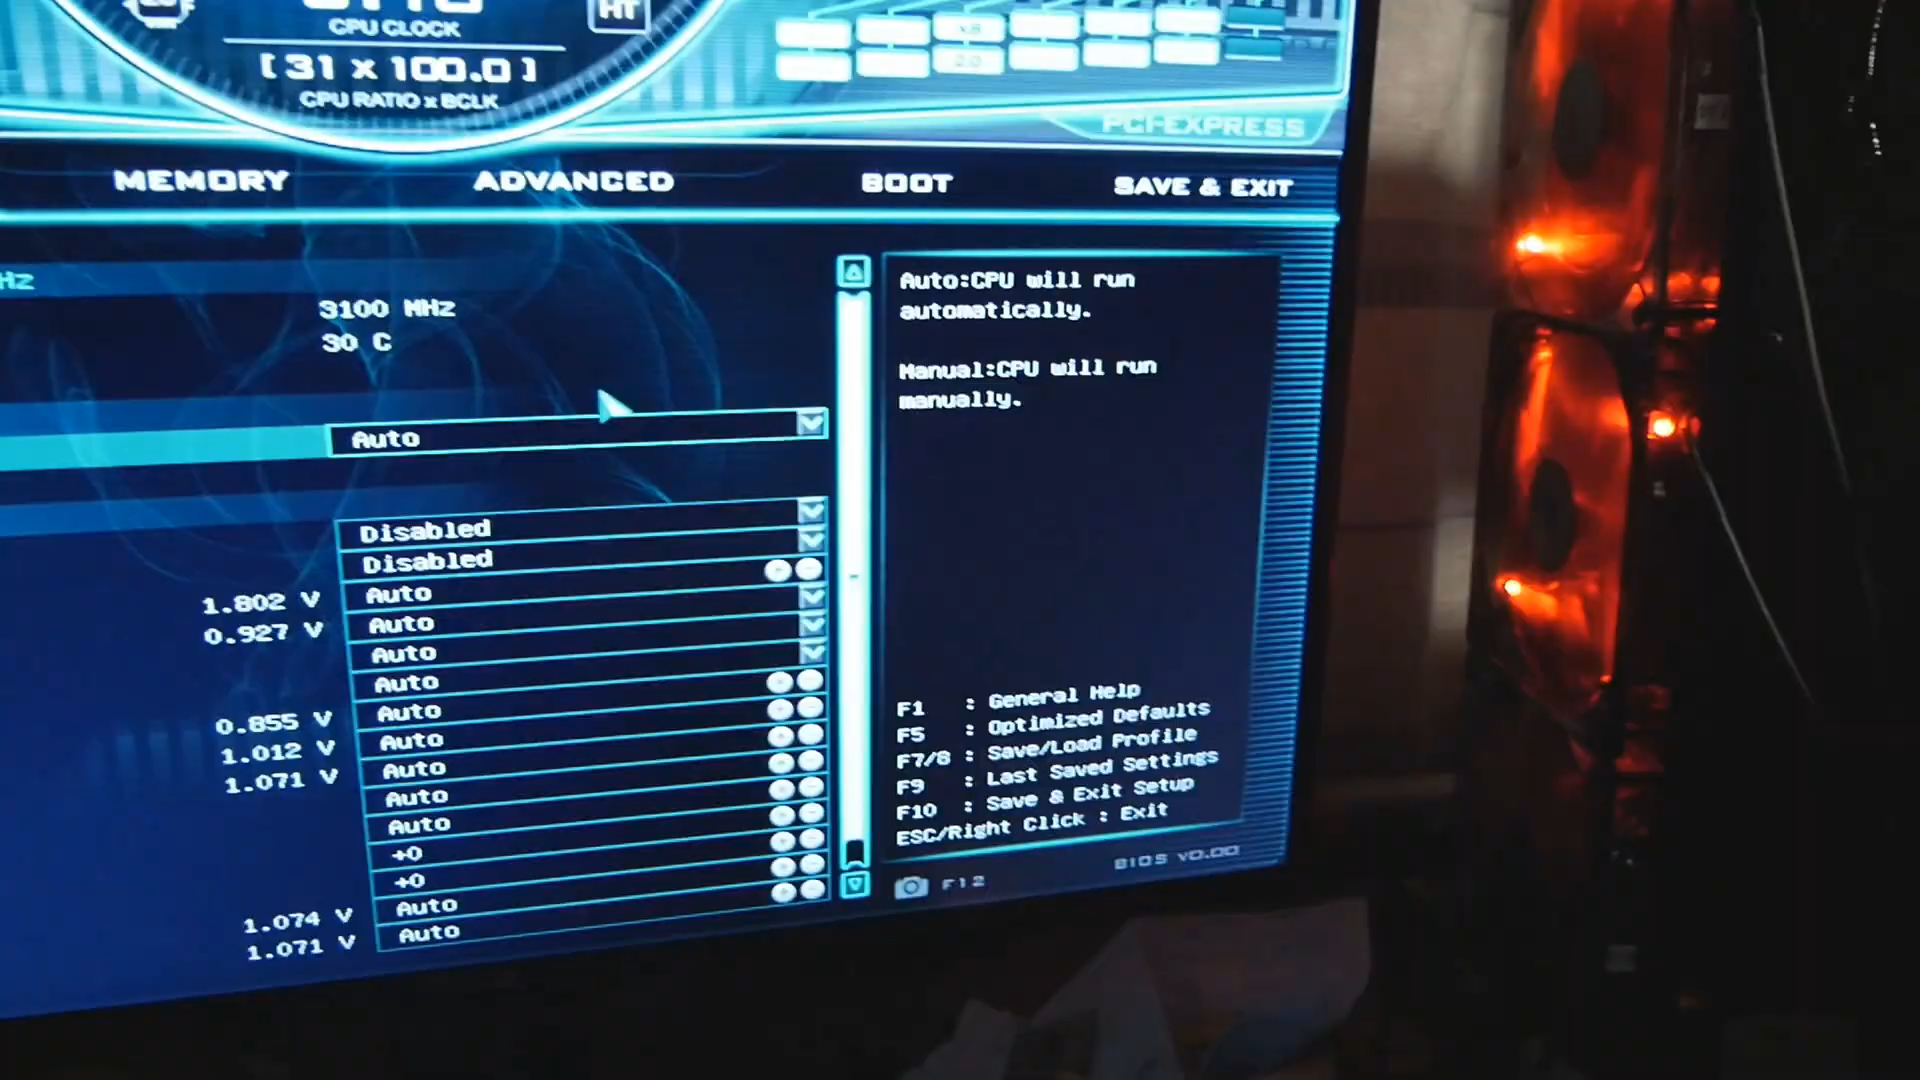 CPU CLOCK
HT
[ 31 x 100.0 ]
CPU RATIO x BCLK
x8
2.0
PCI-EXPRESS
MEMORY ADVANCED BOOT SAVE & EXIT
Hz
3100 MHz
30 C
Auto
Disabled
Disabled
1.802 V Auto
0.927 V Auto
Auto
Auto
0.855 V Auto
1.012 V Auto
1.071 V Auto
Auto
Auto
+0
+0
1.074 V Auto
1.071 V Auto
Auto:CPU will run
automatically.
Manual:CPU will run
manually.
F1 : General Help
F5 : Optimized Defaults
F7/8 : Save/Load Profile
F9 : Last Saved Settings
F10 : Save & Exit Setup
ESC/Right Click : Exit
F12
BIOS V0.00